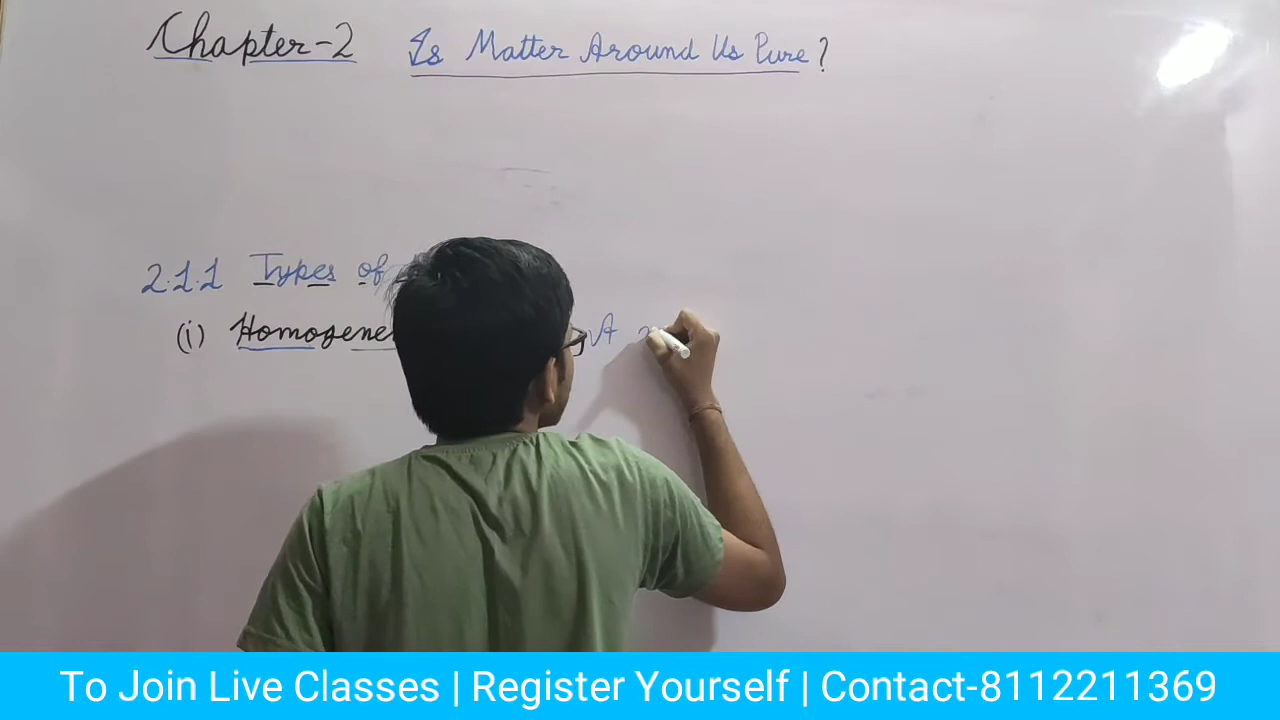 Chapter-2 Is Matter Around Us Pure?
2.1.1 Types of
(i) Homogene A
To Join Live Classes | Register Yourself | Contact-8112211369